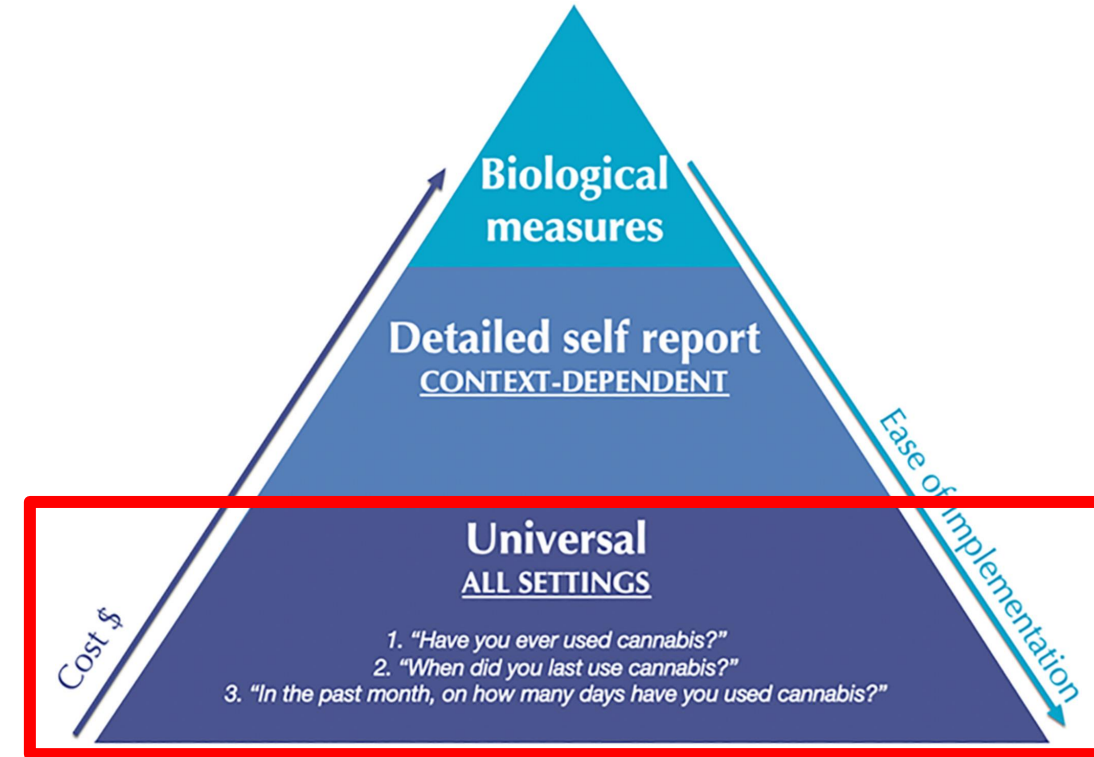 Biological
measures
Detailed self report
CONTEXT-DEPENDENT
Universal
ALL SETTINGS
1. “Have you ever used cannabis?”
2. “When did you last use cannabis?”
3. “In the past month, on how many days have you used cannabis?”
Cost $
Ease of implementation